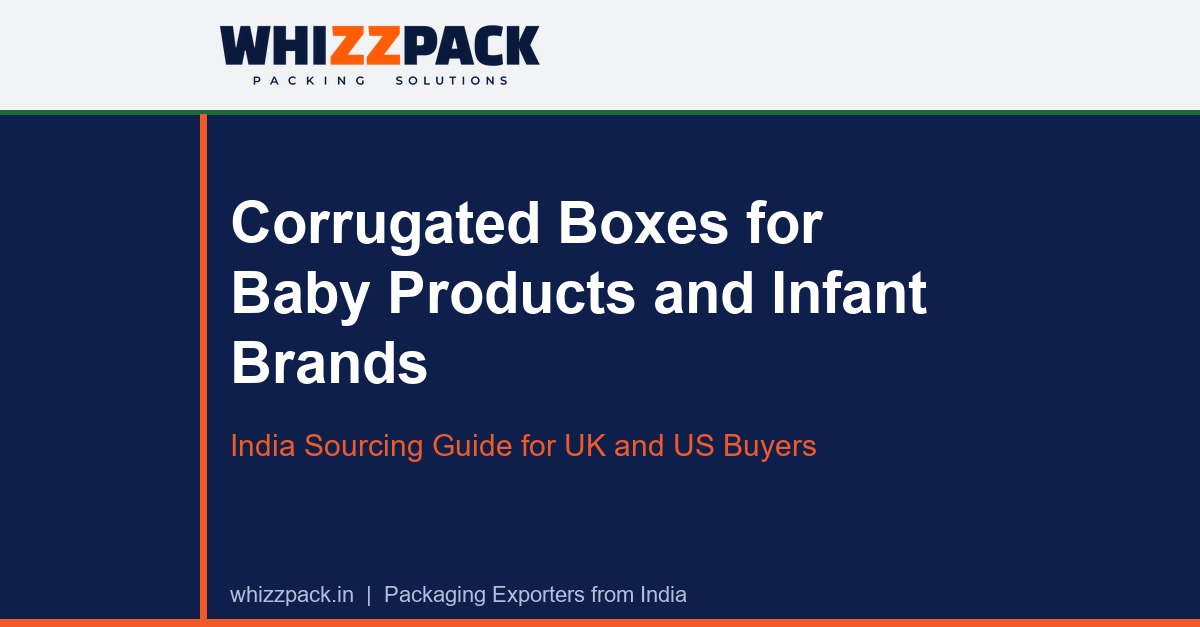 WHIZZPACK
PACKING SOLUTIONS
Corrugated Boxes for
Baby Products and Infant
Brands
India Sourcing Guide for UK and US Buyers
whizzpack.in | Packaging Exporters from India